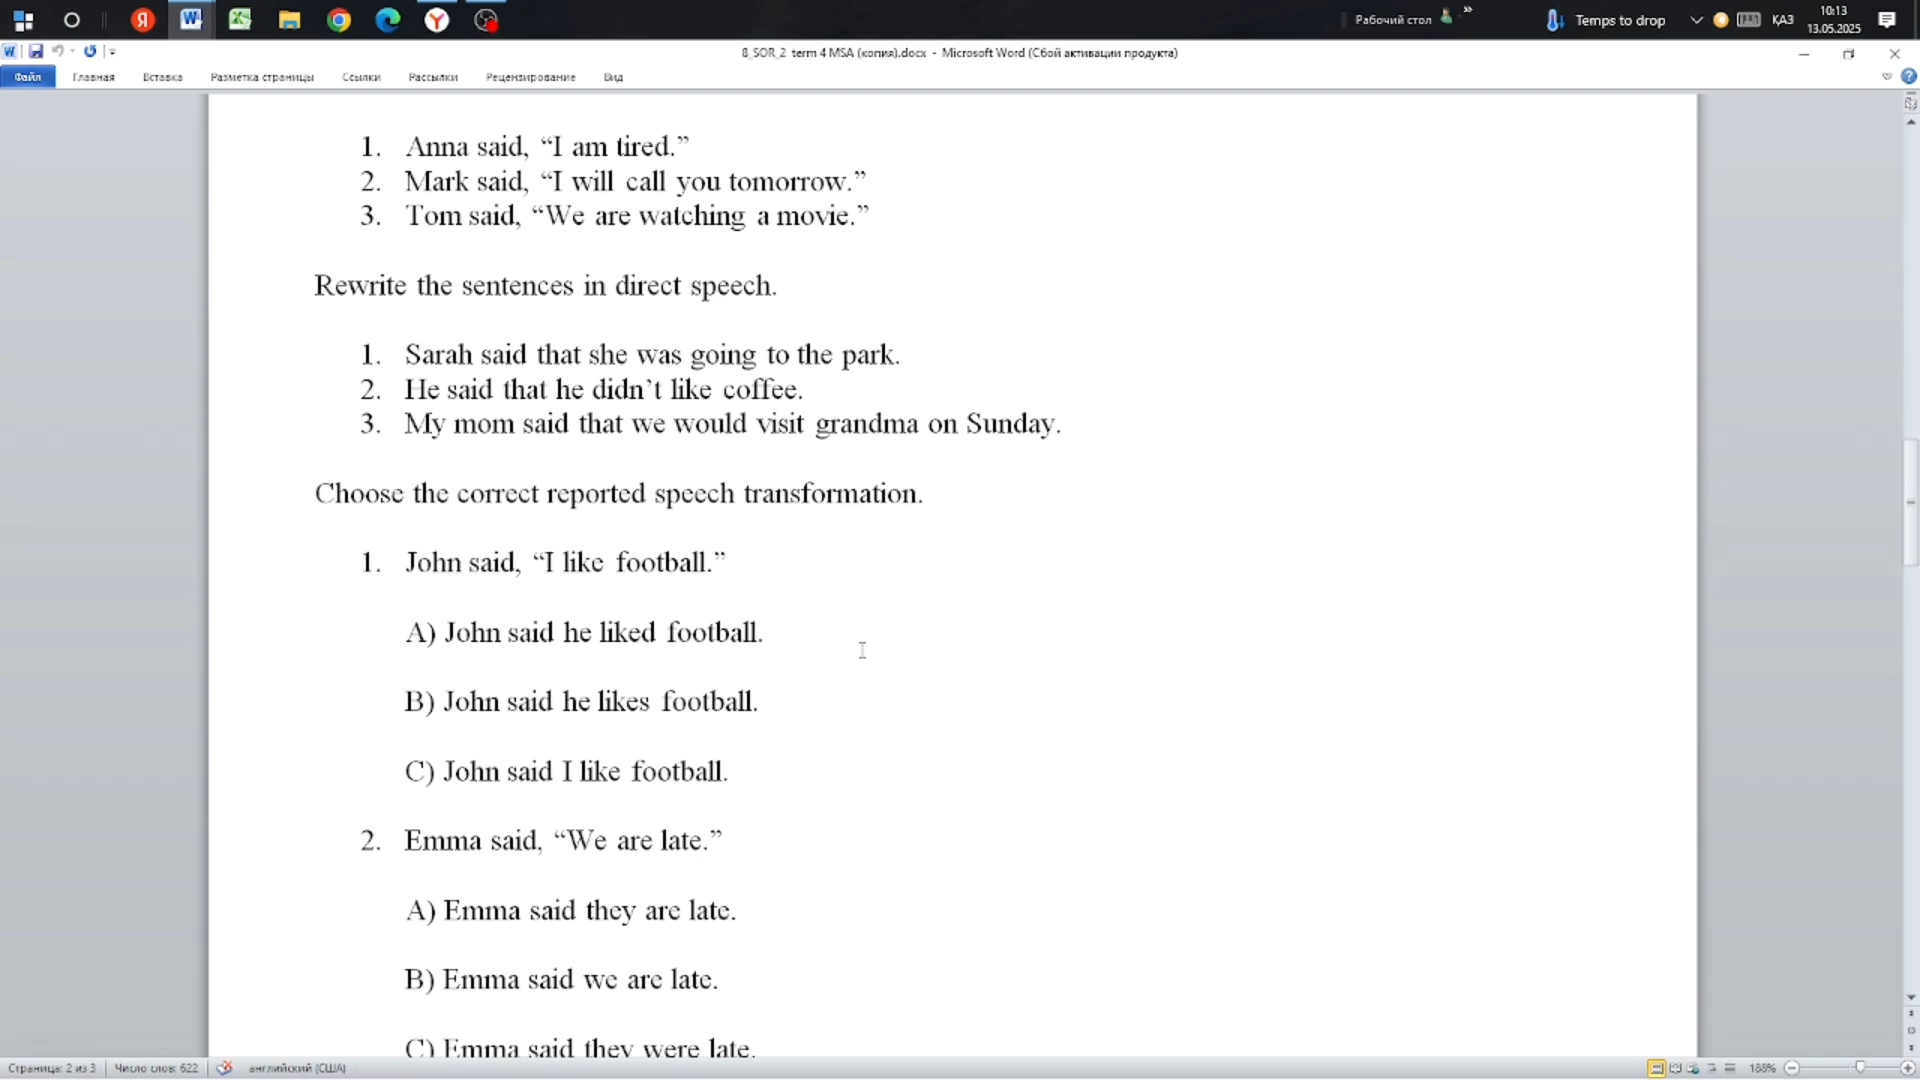 Рабочий стол
»
Temps to drop
ҚАЗ
10:13
13.05.2025
8_SOR_2 term 4 MSA (копия).docx - Microsoft Word (Сбой активации продукта)
Файл Главная Вставка Разметка страницы Ссылки Рассылки Рецензирование Вид
1. Anna said, “I am tired.”
2. Mark said, “I will call you tomorrow.”
3. Tom said, “We are watching a movie.”
Rewrite the sentences in direct speech.
1. Sarah said that she was going to the park.
2. He said that he didn’t like coffee.
3. My mom said that we would visit grandma on Sunday.
Choose the correct reported speech transformation.
1. John said, “I like football.”
A) John said he liked football.
B) John said he likes football.
C) John said I like football.
2. Emma said, “We are late.”
A) Emma said they are late.
B) Emma said we are late.
C) Emma said they were late.
Страница: 2 из 3 Число слов: 622 английский (США) 188%